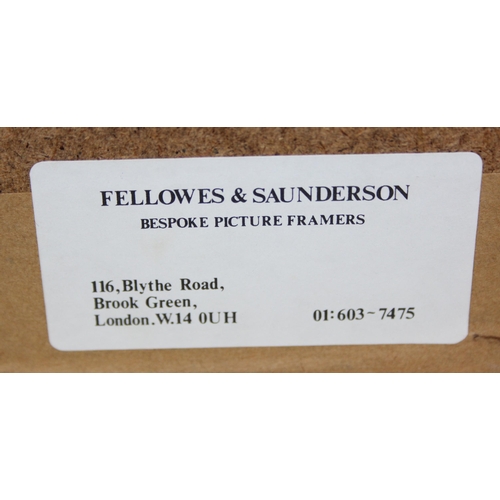 FELLOWES & SAUNDERSON
BESPOKE PICTURE FRAMERS
116,Blythe Road,
Brook Green,
London.W.14 0UH
01:603-7475